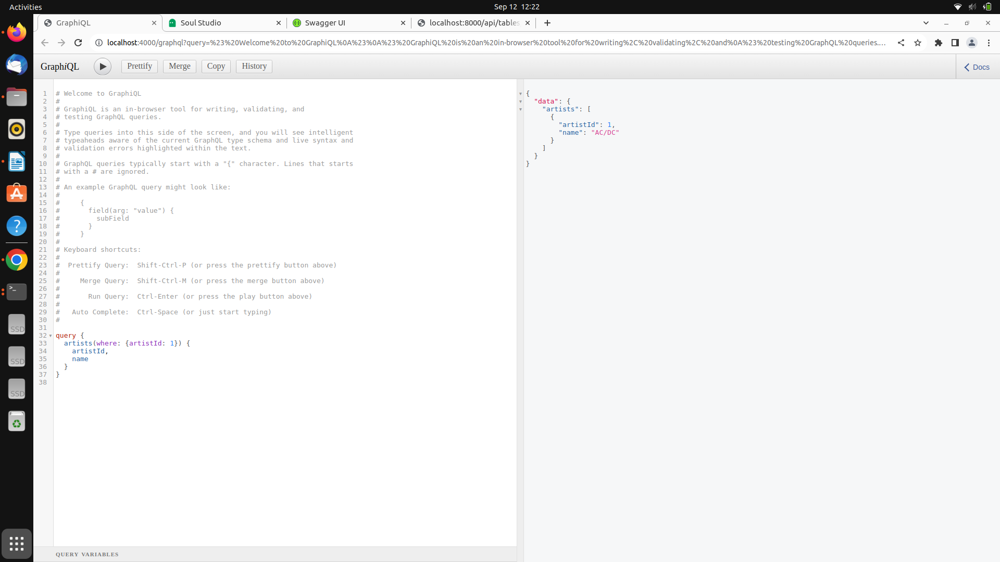 Activities
Sep 12 12:22
GraphiQL
Soul Studio
Swagger UI
localhost:8000/api/tables
localhost:4000/graphql?query=%23%20Welcome%20to%20GraphiQL%0A%23%0A%23%20GraphiQL%20is%20an%20in-browser%20tool%20for%20writing%2C%20validating%2C%20and%0A%23%20testing%20GraphQL%20queries....
GraphiQL
Prettify
Merge
Copy
History
Docs
1 # Welcome to GraphiQL
2 #
3 # GraphiQL is an in-browser tool for writing, validating, and
4 # testing GraphQL queries.
5 #
6 # Type queries into this side of the screen, and you will see intelligent
7 # typeaheads aware of the current GraphQL type schema and live syntax and
8 # validation errors highlighted within the text.
9 #
10 # GraphQL queries typically start with a "{" character. Lines that starts
11 # with a # are ignored.
12 #
13 # An example GraphQL query might look like:
14 #
15 #     {
16 #       field(arg: "value") {
17 #         subField
18 #       }
19 #     }
20 #
21 # Keyboard shortcuts:
22 #
23 #  Prettify Query:  Shift-Ctrl-P (or press the prettify button above)
24 #
25 #     Merge Query:  Shift-Ctrl-M (or press the merge button above)
26 #
27 #       Run Query:  Ctrl-Enter (or press the play button above)
28 #
29 #   Auto Complete:  Ctrl-Space (or just start typing)
30 #
31
32 query {
33   artists(where: {artistId: 1}) {
34     artistId,
35     name
36   }
37 }
38
{
  "data": {
    "artists": [
      {
        "artistId": 1,
        "name": "AC/DC"
      }
    ]
  }
}
QUERY VARIABLES
SSD
SSD
SSD